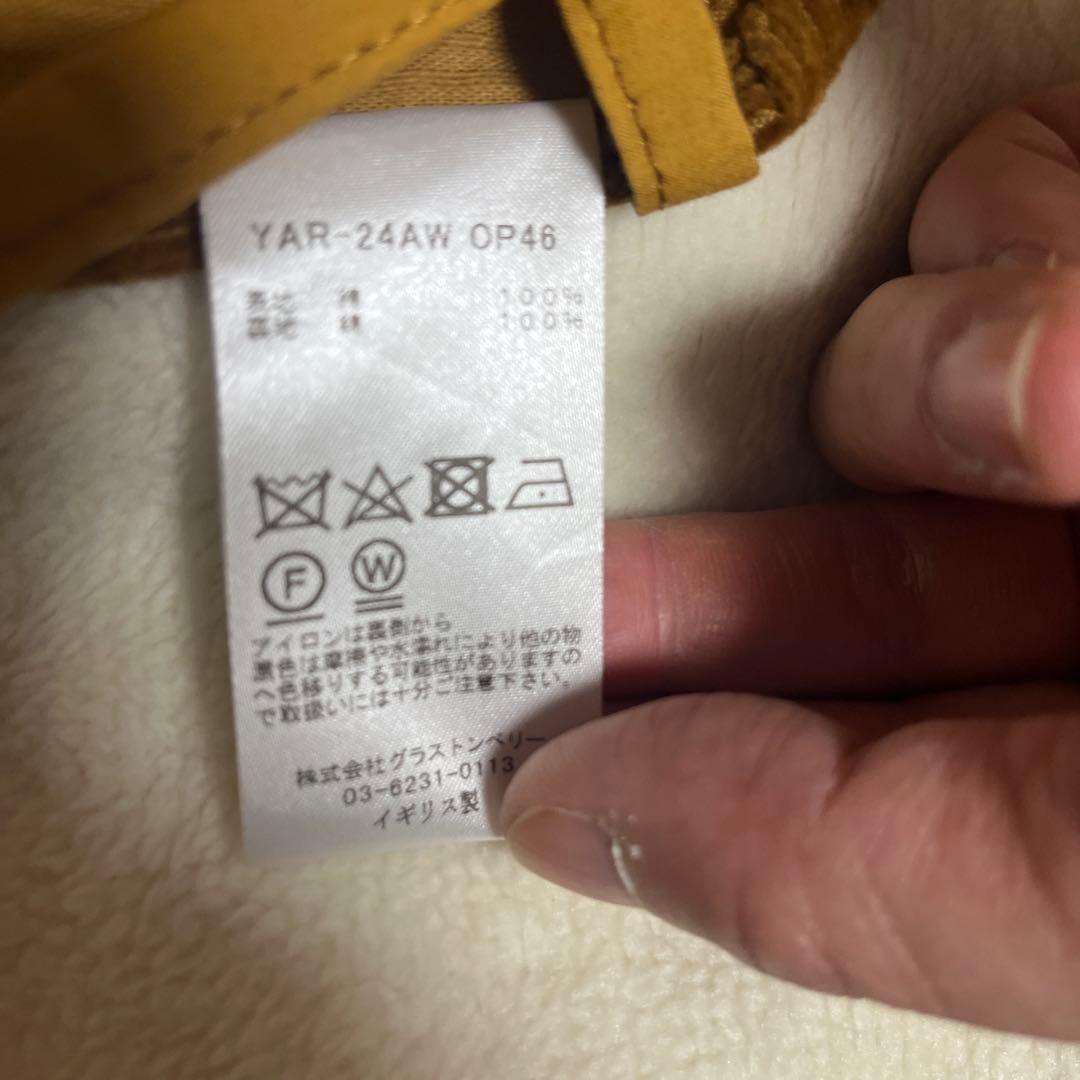 YAR-24AW OP46
表地 綿 100%
裏地 綿 100%
F W
アイロンは裏側から
濃色は摩擦や水濡れにより他の物
へ色移りする可能性がありますの
で取扱いには十分ご注意下さい。
株式会社グラストンベリー
03-6231-0113
イギリス製